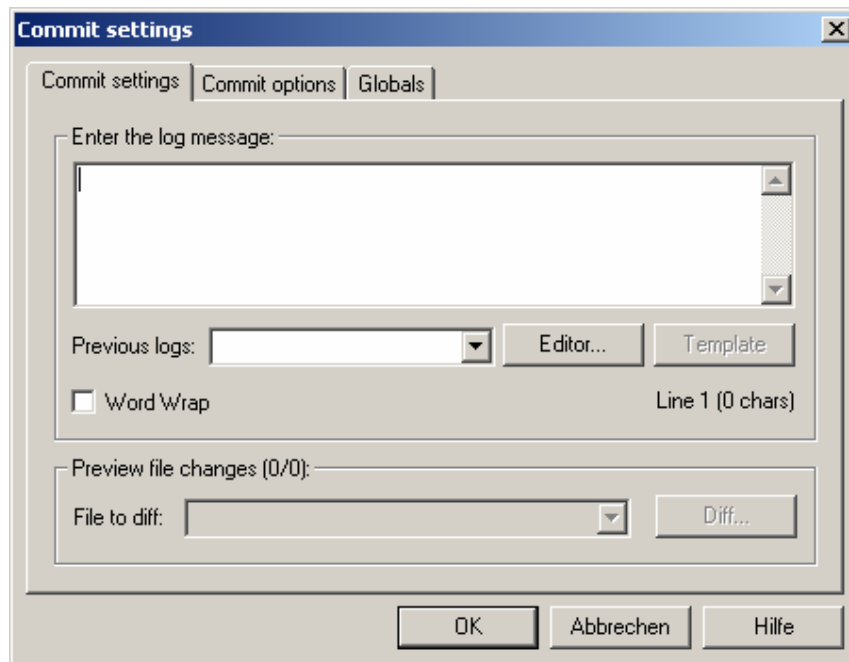 Commit settings
Commit settings Commit options Globals
Enter the log message:
Previous logs: Editor... Template
Word Wrap Line 1 (0 chars)
Preview file changes (0/0):
File to diff: Diff...
OK Abbrechen Hilfe